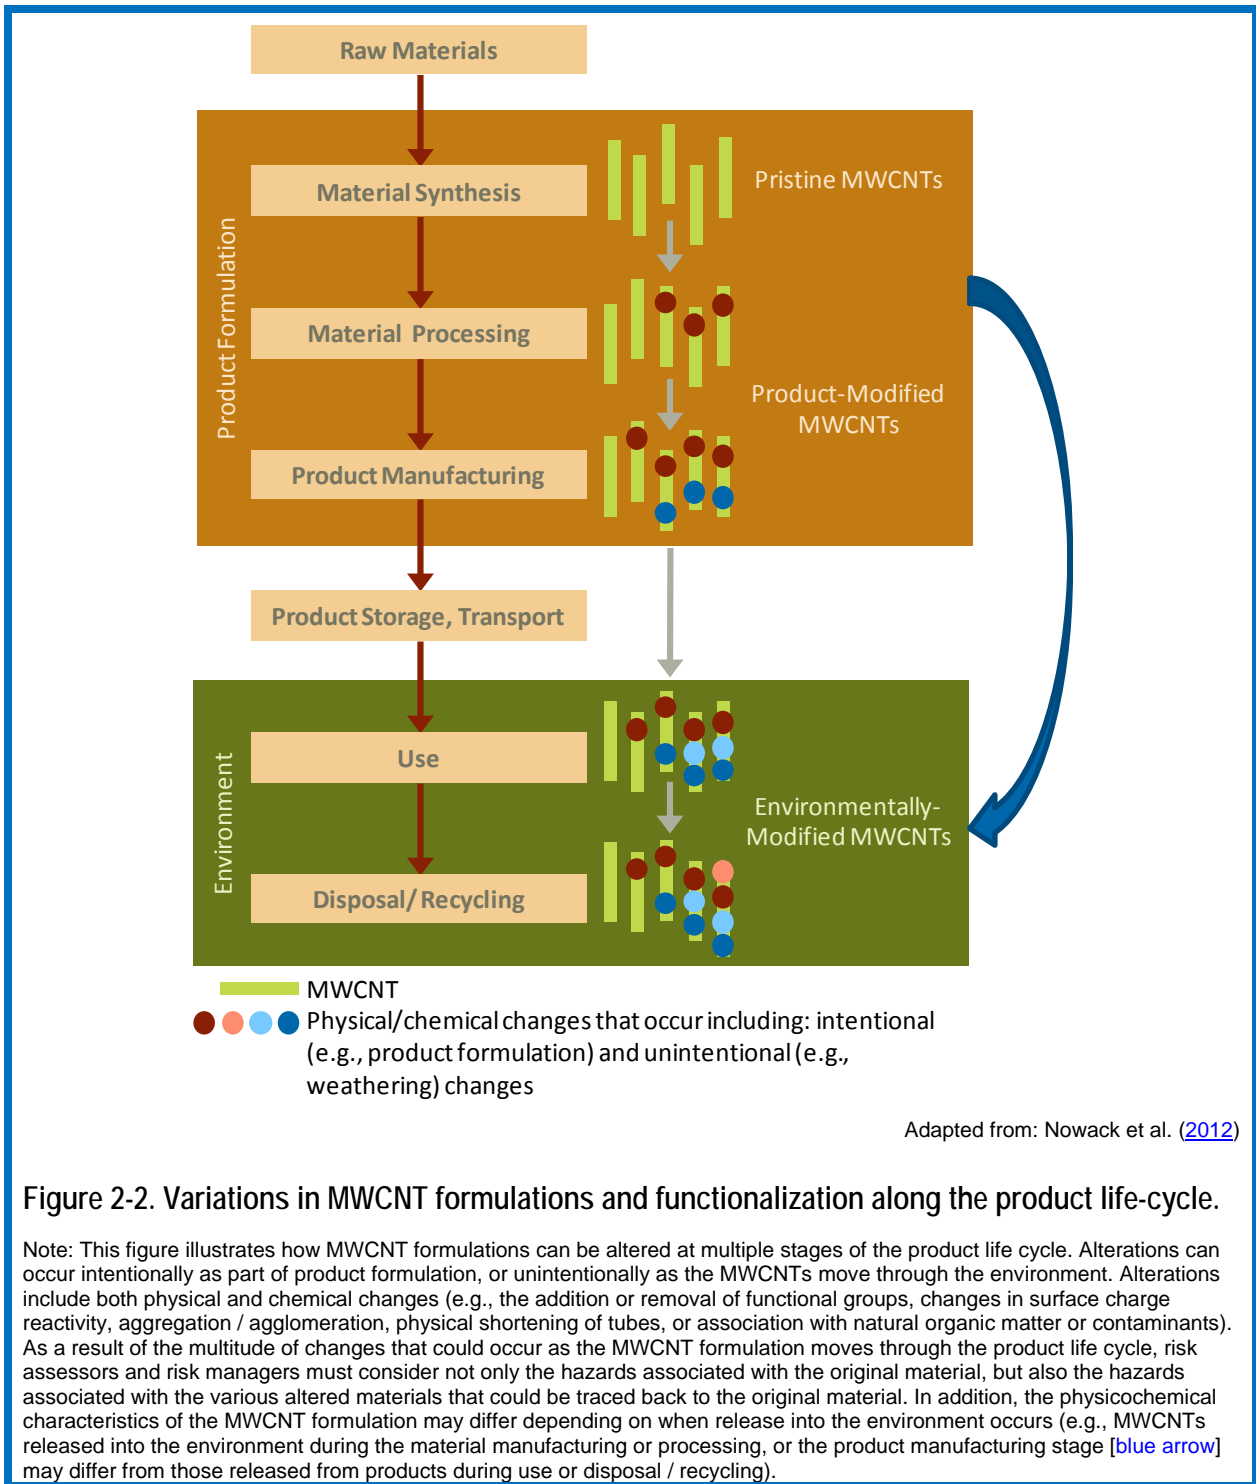 Raw Materials
Product Formulation
Material Synthesis
Pristine MWCNTs
Material Processing
Product-Modified
MWCNTs
Product Manufacturing
Product Storage, Transport
Environment
Use
Environmentally-
Modified MWCNTs
Disposal/ Recycling
MWCNT
Physical/chemical changes that occur including: intentional
(e.g., product formulation) and unintentional (e.g.,
weathering) changes
Adapted from: Nowack et al. (2012)
Figure 2-2. Variations in MWCNT formulations and functionalization along the product life-cycle.
Note: This figure illustrates how MWCNT formulations can be altered at multiple stages of the product life cycle. Alterations can
occur intentionally as part of product formulation, or unintentionally as the MWCNTs move through the environment. Alterations
include both physical and chemical changes (e.g., the addition or removal of functional groups, changes in surface charge
reactivity, aggregation / agglomeration, physical shortening of tubes, or association with natural organic matter or contaminants).
As a result of the multitude of changes that could occur as the MWCNT formulation moves through the product life cycle, risk
assessors and risk managers must consider not only the hazards associated with the original material, but also the hazards
associated with the various altered materials that could be traced back to the original material. In addition, the physicochemical
characteristics of the MWCNT formulation may differ depending on when release into the environment occurs (e.g., MWCNTs
released into the environment during the material manufacturing or processing, or the product manufacturing stage [blue arrow]
may differ from those released from products during use or disposal / recycling).